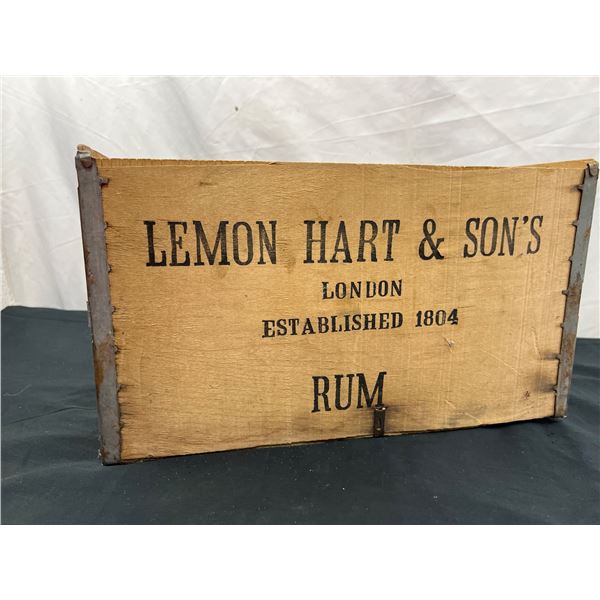 LEMON HART & SON'S
LONDON
ESTABLISHED 1804
RUM